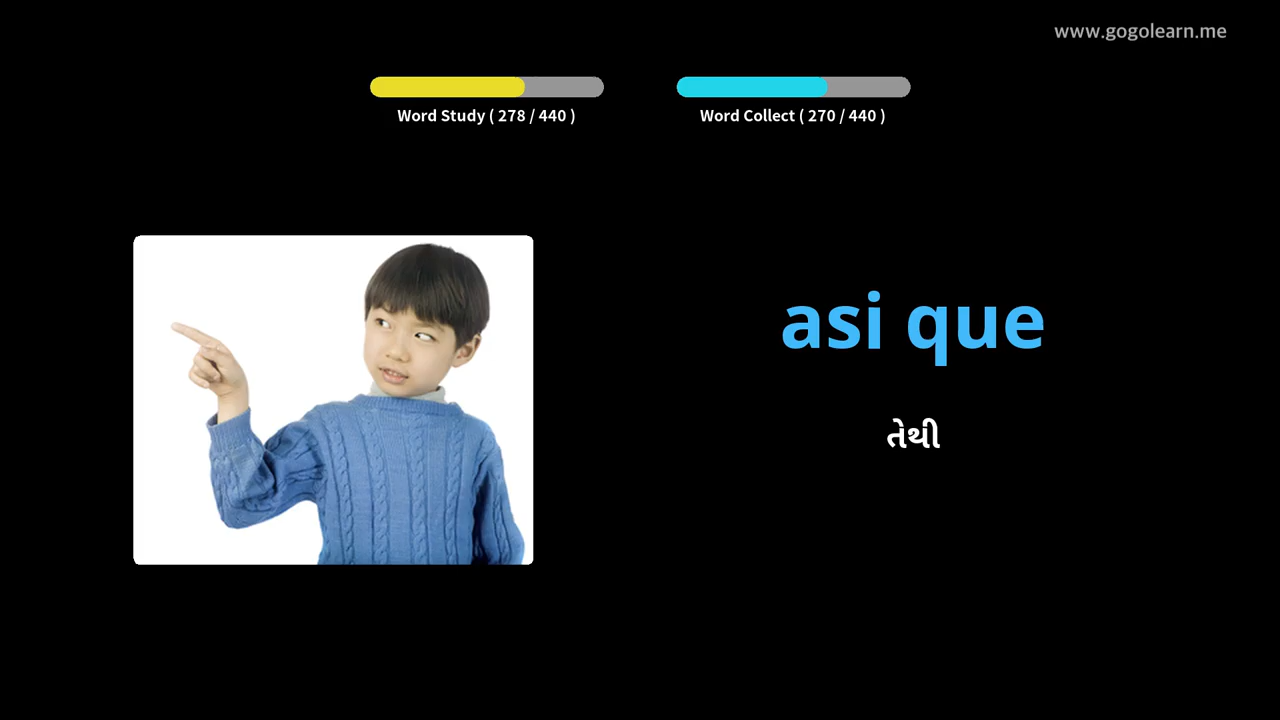 www.gogolearn.me
Word Study ( 278 / 440 )
Word Collect ( 270 / 440 )
asi que
તેથી